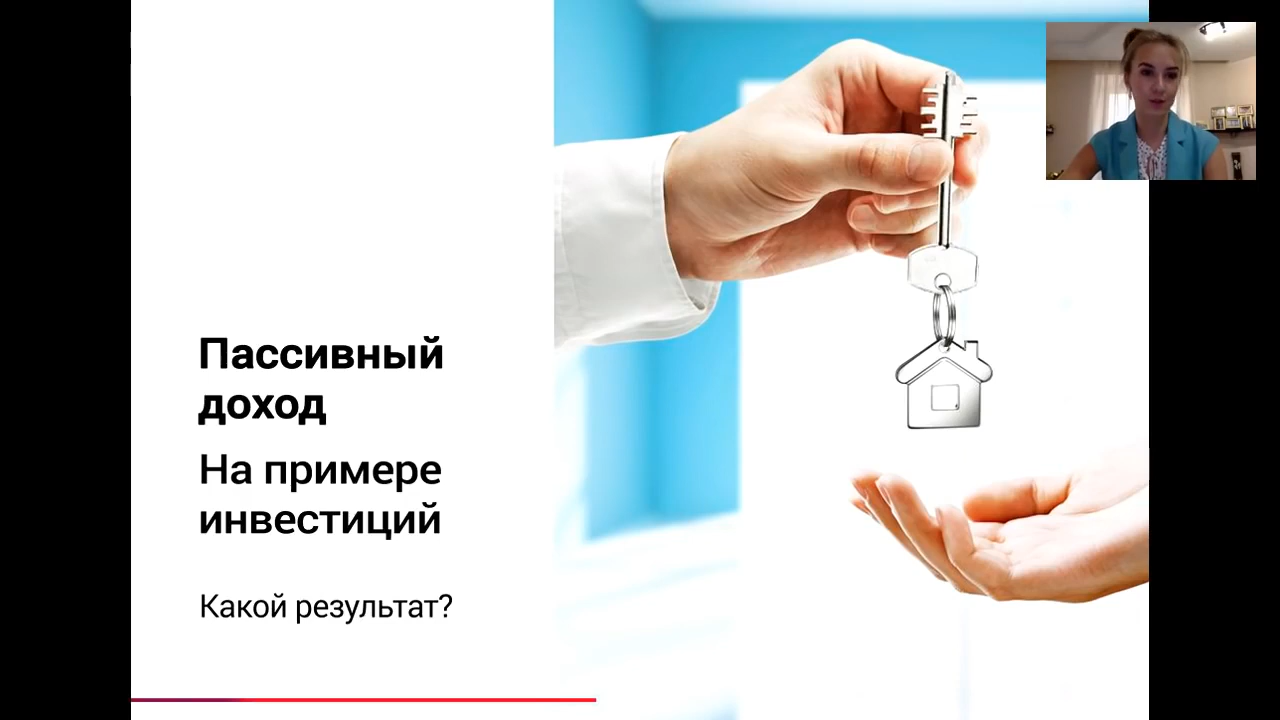 Пассивный
доход
На примере
инвестиций
Какой результат?